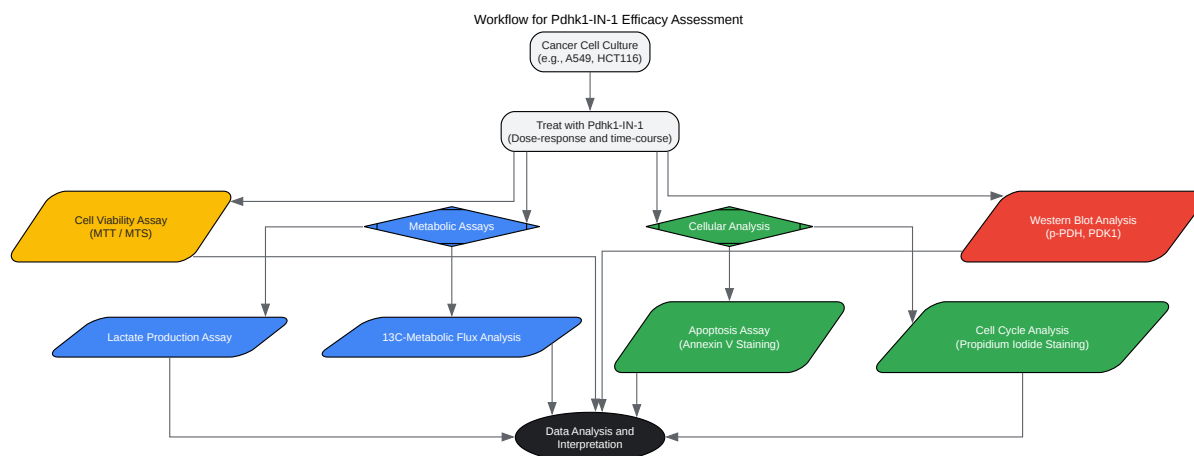 Workflow for Pdhk1-IN-1 Efficacy Assessment
Cancer Cell Culture
(e.g., A549, HCT116)
Treat with Pdhk1-IN-1
(Dose-response and time-course)
Cell Viability Assay
(MTT / MTS)
Metabolic Assays
Cellular Analysis
Western Blot Analysis
(p-PDH, PDK1)
Lactate Production Assay
13C-Metabolic Flux Analysis
Apoptosis Assay
(Annexin V Staining)
Cell Cycle Analysis
(Propidium Iodide Staining)
Data Analysis and
Interpretation